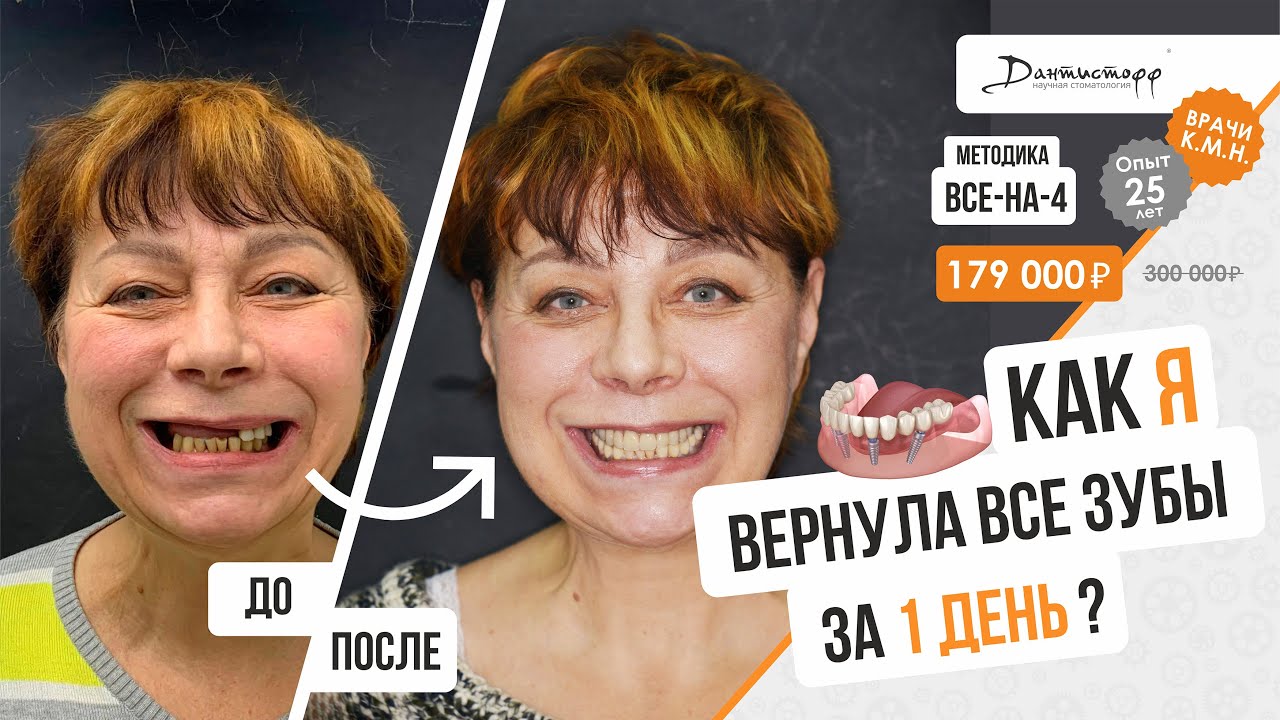 Дантистофф®
научная стоматология
ВРАЧИ
К.М.Н.
МЕТОДИКА
ВСЕ-НА-4
Опыт
25
лет
179 000 ₽
300 000 ₽
КАК Я
ВЕРНУЛА ВСЕ ЗУБЫ
ЗА 1 ДЕНЬ ?
ДО
ПОСЛЕ